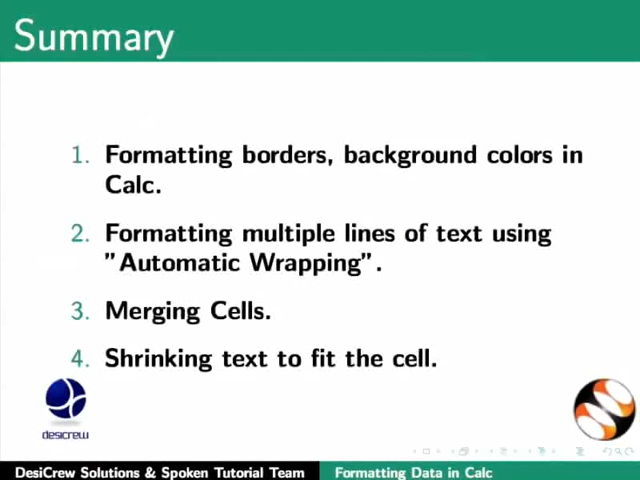 Summary
1. Formatting borders, background colors in
Calc.
2. Formatting multiple lines of text using
"Automatic Wrapping".
3. Merging Cells.
4. Shrinking text to fit the cell.
desicrew
DesiCrew Solutions & Spoken Tutorial Team Formatting Data in Calc